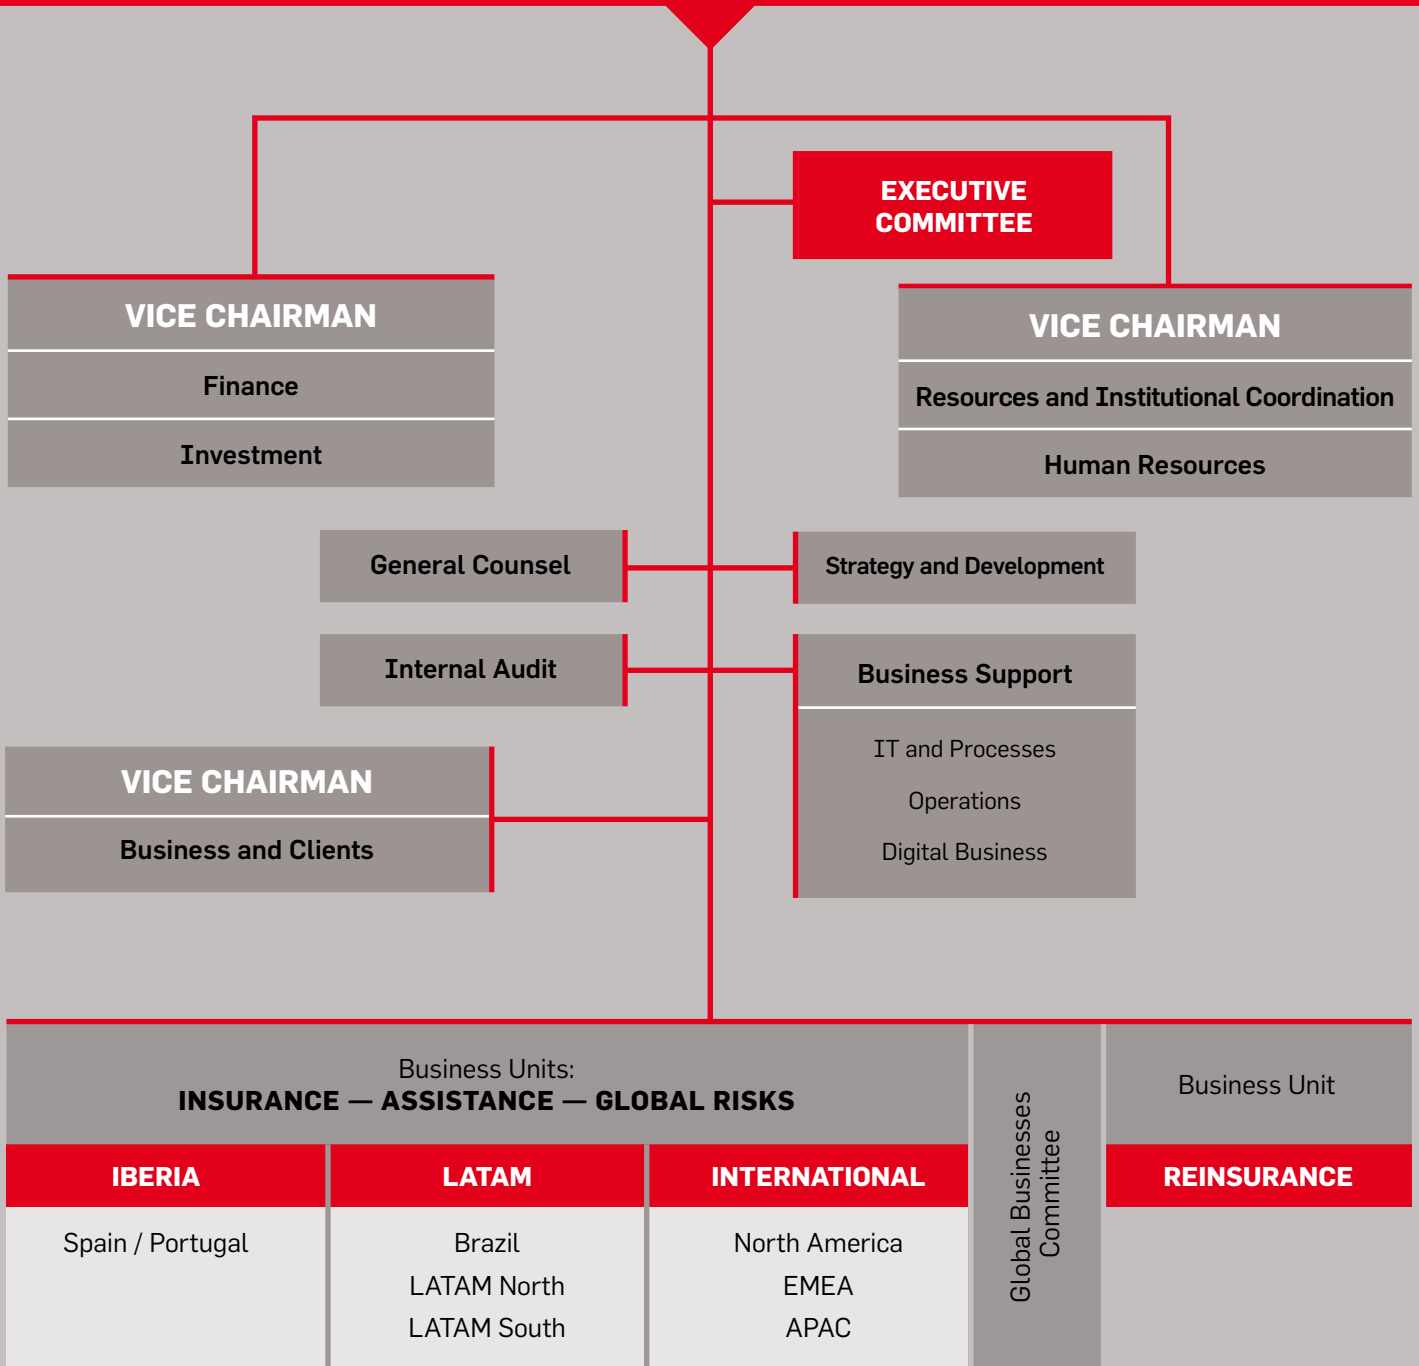 EXECUTIVE
COMMITTEE
VICE CHAIRMAN
Finance
Investment
VICE CHAIRMAN
Resources and Institutional Coordination
Human Resources
General Counsel
Strategy and Development
Internal Audit
Business Support
IT and Processes
Operations
Digital Business
VICE CHAIRMAN
Business and Clients
Business Units:
INSURANCE — ASSISTANCE — GLOBAL RISKS
IBERIA
Spain / Portugal
LATAM
Brazil
LATAM North
LATAM South
INTERNATIONAL
North America
EMEA
APAC
Global Businesses
Committee
Business Unit
REINSURANCE